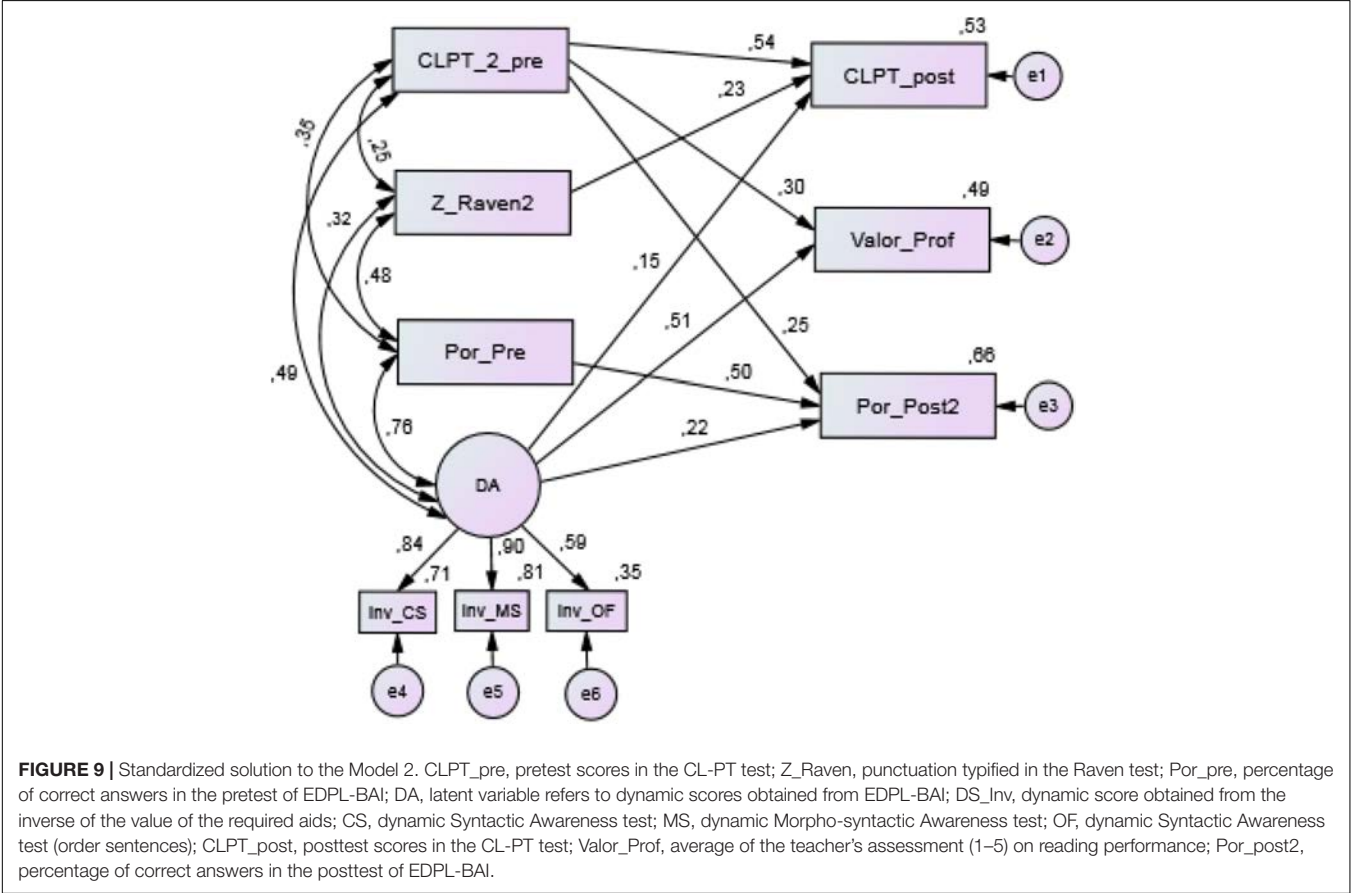 ,53
CLPT_2_pre
,54
CLPT_post
e1
,23
,35
,25
Z_Raven2
,30
,49
Valor_Prof
e2
,32
,48
,15
,51
,25
Por_Pre
,66
,50
Por_Post2
e3
,49
,76
,22
DA
,84
,90
,59
,71
,81
,35
Inv_CS
Inv_MS
Inv_OF
e4
e5
e6
FIGURE 9 | Standardized solution to the Model 2. CLPT_pre, pretest scores in the CL-PT test; Z_Raven, punctuation typified in the Raven test; Por_pre, percentage
of correct answers in the pretest of EDPL-BAI; DA, latent variable refers to dynamic scores obtained from EDPL-BAI; DS_Inv, dynamic score obtained from the
inverse of the value of the required aids; CS, dynamic Syntactic Awareness test; MS, dynamic Morpho-syntactic Awareness test; OF, dynamic Syntactic Awareness
test (order sentences); CLPT_post, posttest scores in the CL-PT test; Valor_Prof, average of the teacher's assessment (1–5) on reading performance; Por_post2,
percentage of correct answers in the posttest of EDPL-BAI.